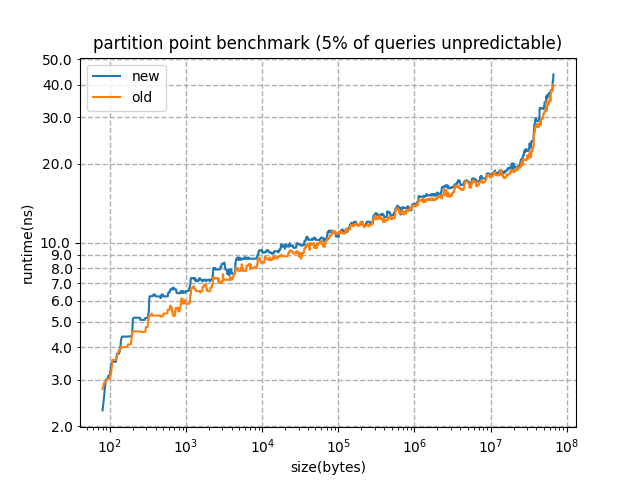 partition point benchmark (5% of queries unpredictable)
new
old
50.0
40.0
30.0
20.0
10.0
9.0
8.0
7.0
6.0
5.0
4.0
3.0
2.0
runtime(ns)
10² 10³ 10⁴ 10⁵ 10⁶ 10⁷ 10⁸
size(bytes)